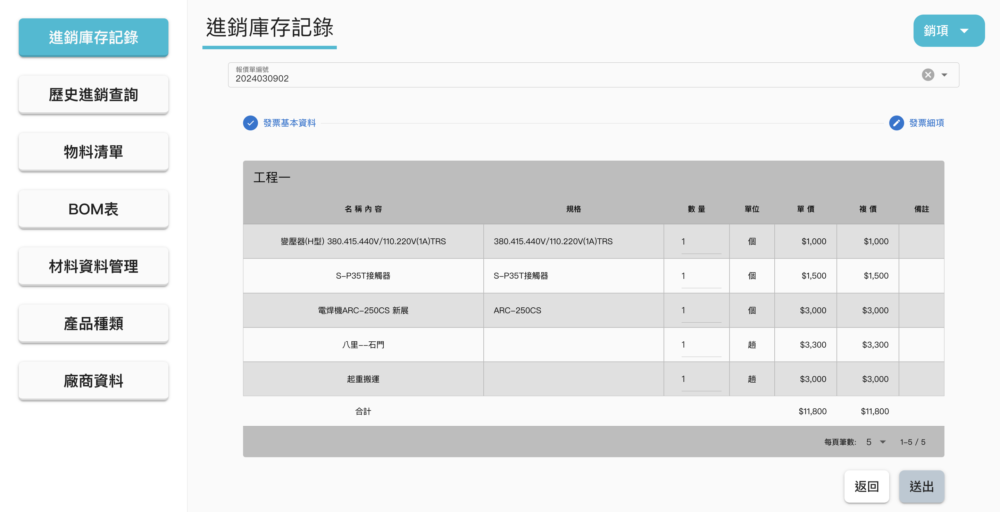 進銷庫存記錄
歷史進銷查詢
物料清單
BOM表
材料資料管理
產品種類
廠商資料
進銷庫存記錄
銷項
報價單編號
2024030902
發票基本資料 發票細項
工程一
名 稱 內 容 規格 數 量 單位 單 價 複 價 備註
變壓器(H型) 380.415.440V/110.220V(1A)TRS 380.415.440V/110.220V(1A)TRS 1 個 $1,000 $1,000
S-P35T接觸器 S-P35T接觸器 1 個 $1,500 $1,500
電焊機ARC-250CS 新展 ARC-250CS 1 個 $3,000 $3,000
八里--石門 1 趟 $3,300 $3,300
起重搬運 1 趟 $3,000 $3,000
合計 $11,800 $11,800
每頁筆數: 5 1-5 / 5
返回 送出